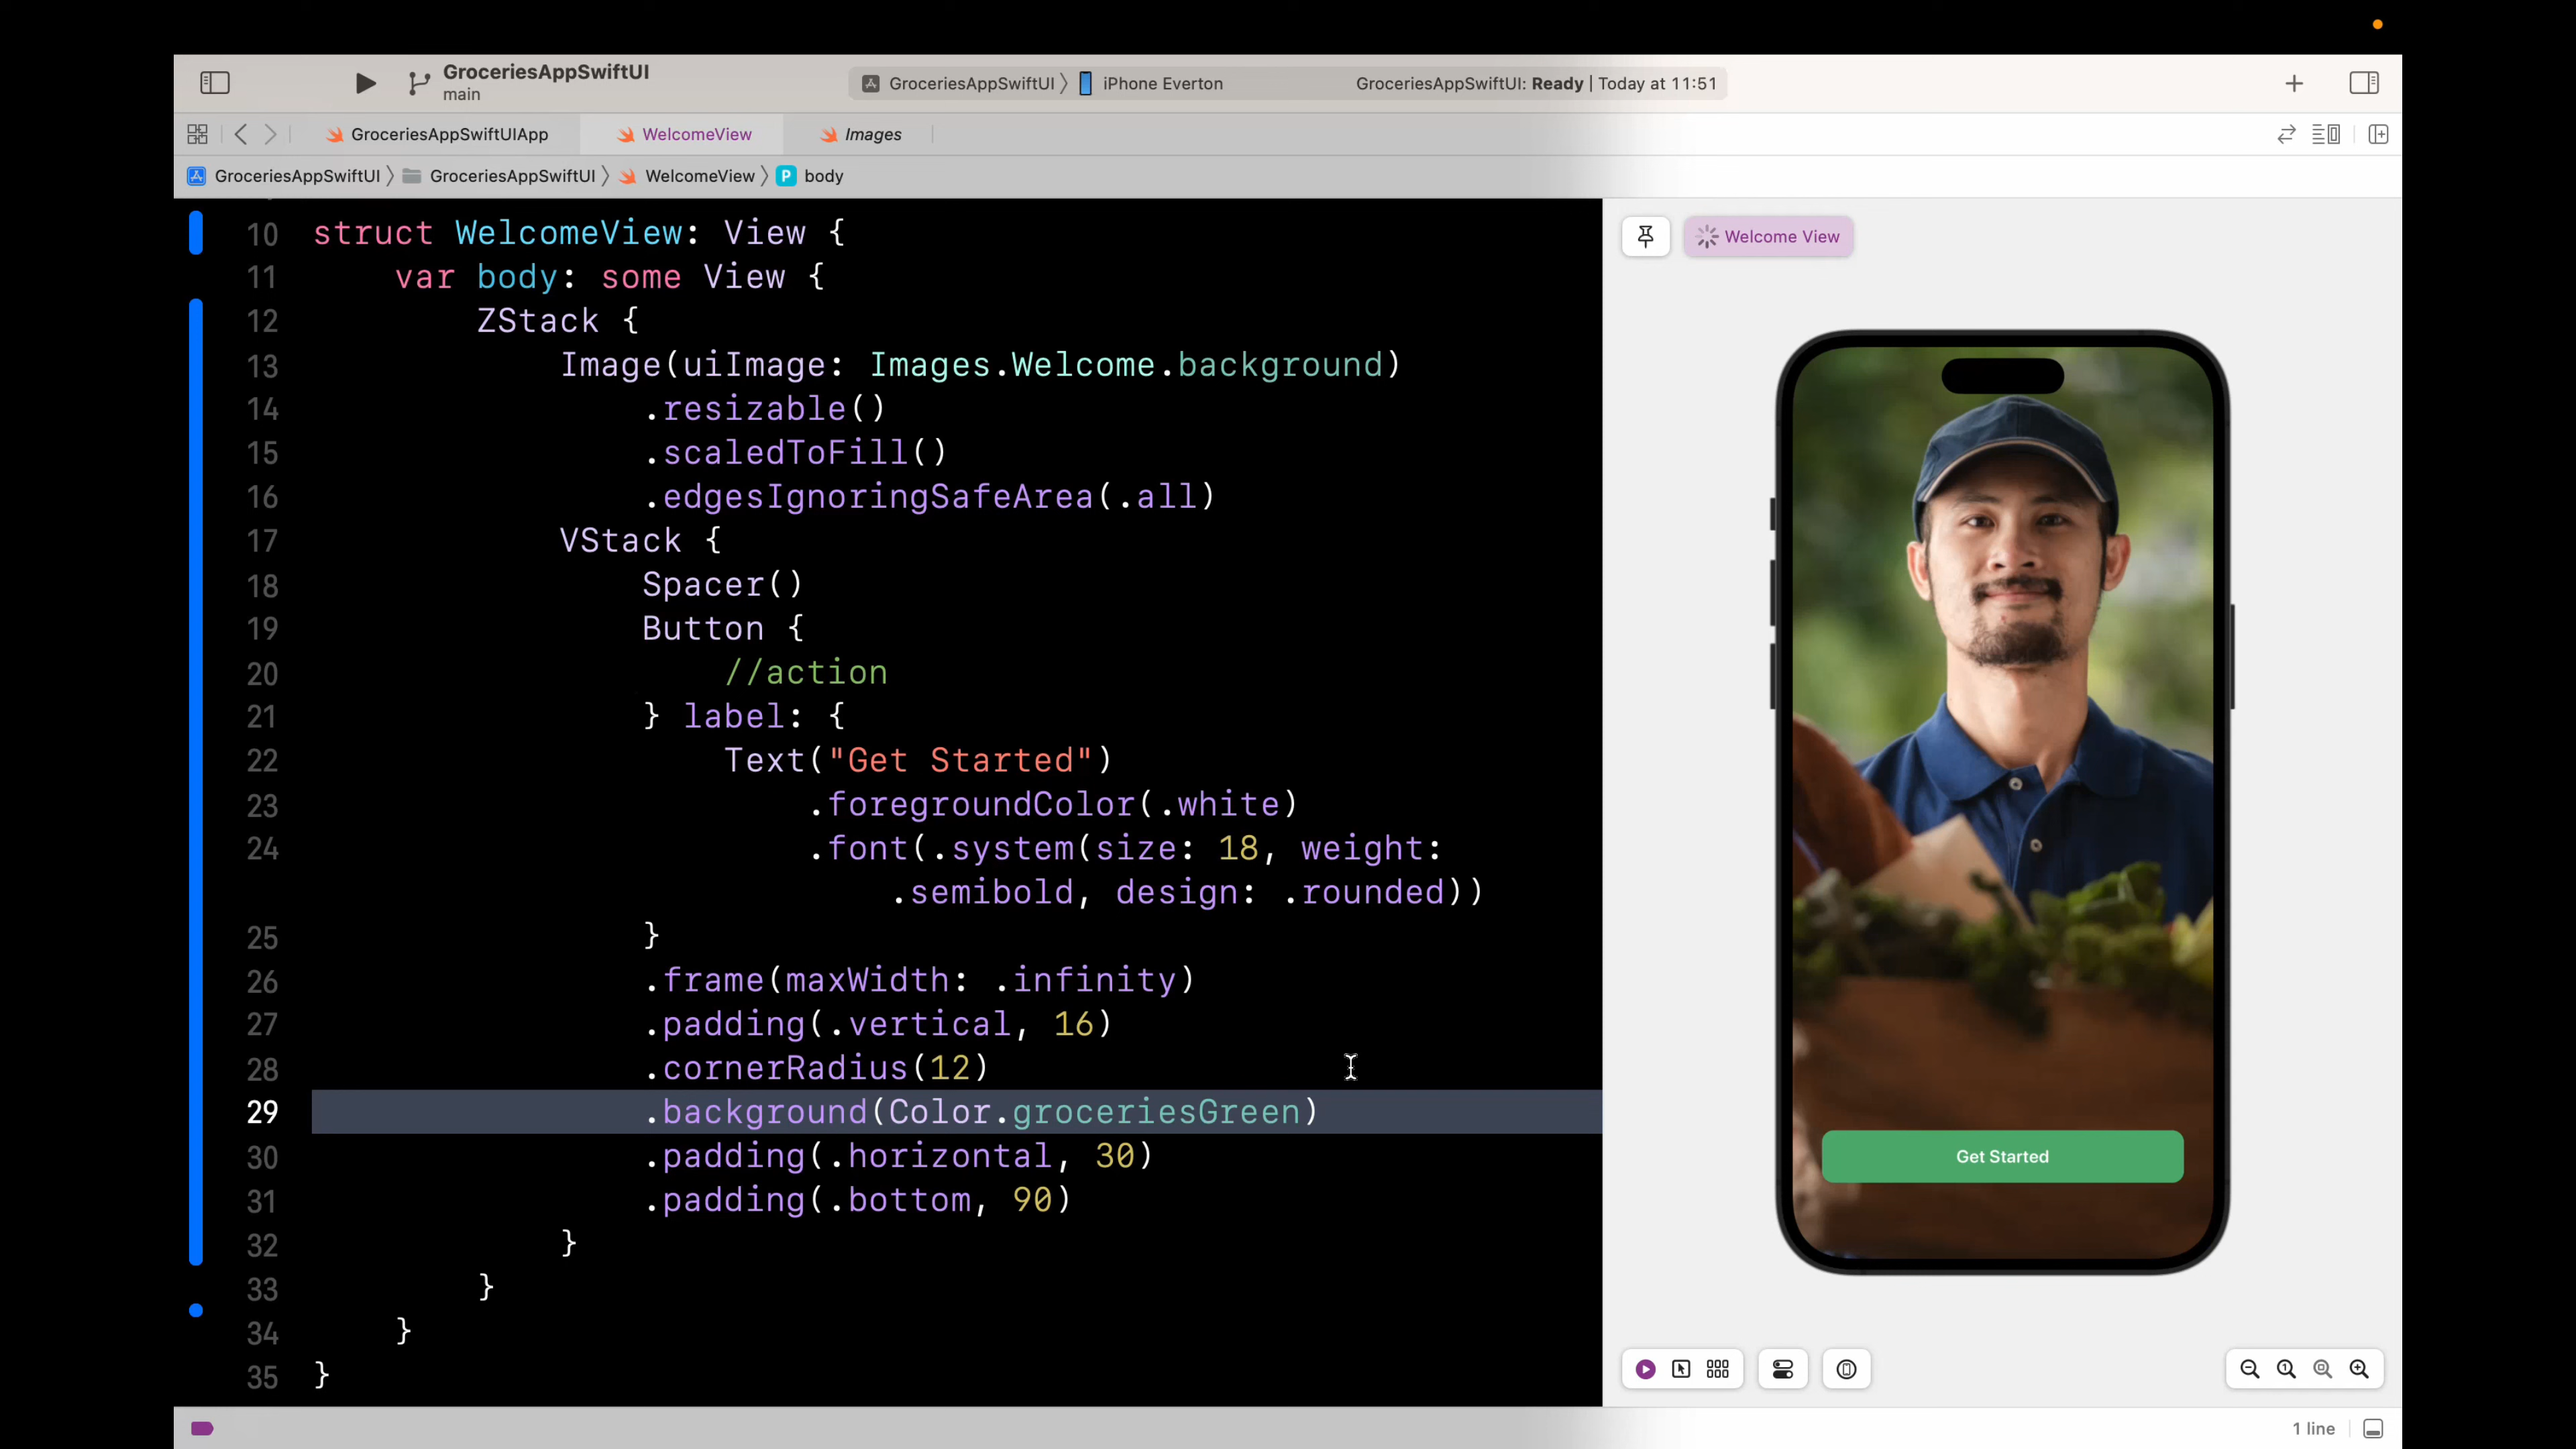 GroceriesAppSwiftUI
main
GroceriesAppSwiftUI 〉 iPhone Everton
GroceriesAppSwiftUI: Ready | Today at 11:51
GroceriesAppSwiftUIApp
WelcomeView
Images
GroceriesAppSwiftUI 〉 GroceriesAppSwiftUI 〉 WelcomeView 〉 P body
10 struct WelcomeView: View {
11 var body: some View {
12 ZStack {
13 Image(uiImage: Images.Welcome.background)
14 .resizable()
15 .scaledToFill()
16 .edgesIgnoringSafeArea(.all)
17 VStack {
18 Spacer()
19 Button {
20 //action
21 } label: {
22 Text("Get Started")
23 .foregroundColor(.white)
24 .font(.system(size: 18, weight:
.semibold, design: .rounded))
25 }
26 .frame(maxWidth: .infinity)
27 .padding(.vertical, 16)
28 .cornerRadius(12)
29 .background(Color.groceriesGreen)
30 .padding(.horizontal, 30)
31 .padding(.bottom, 90)
32 }
33 }
34 }
35 }
Welcome View
Get Started
1 line